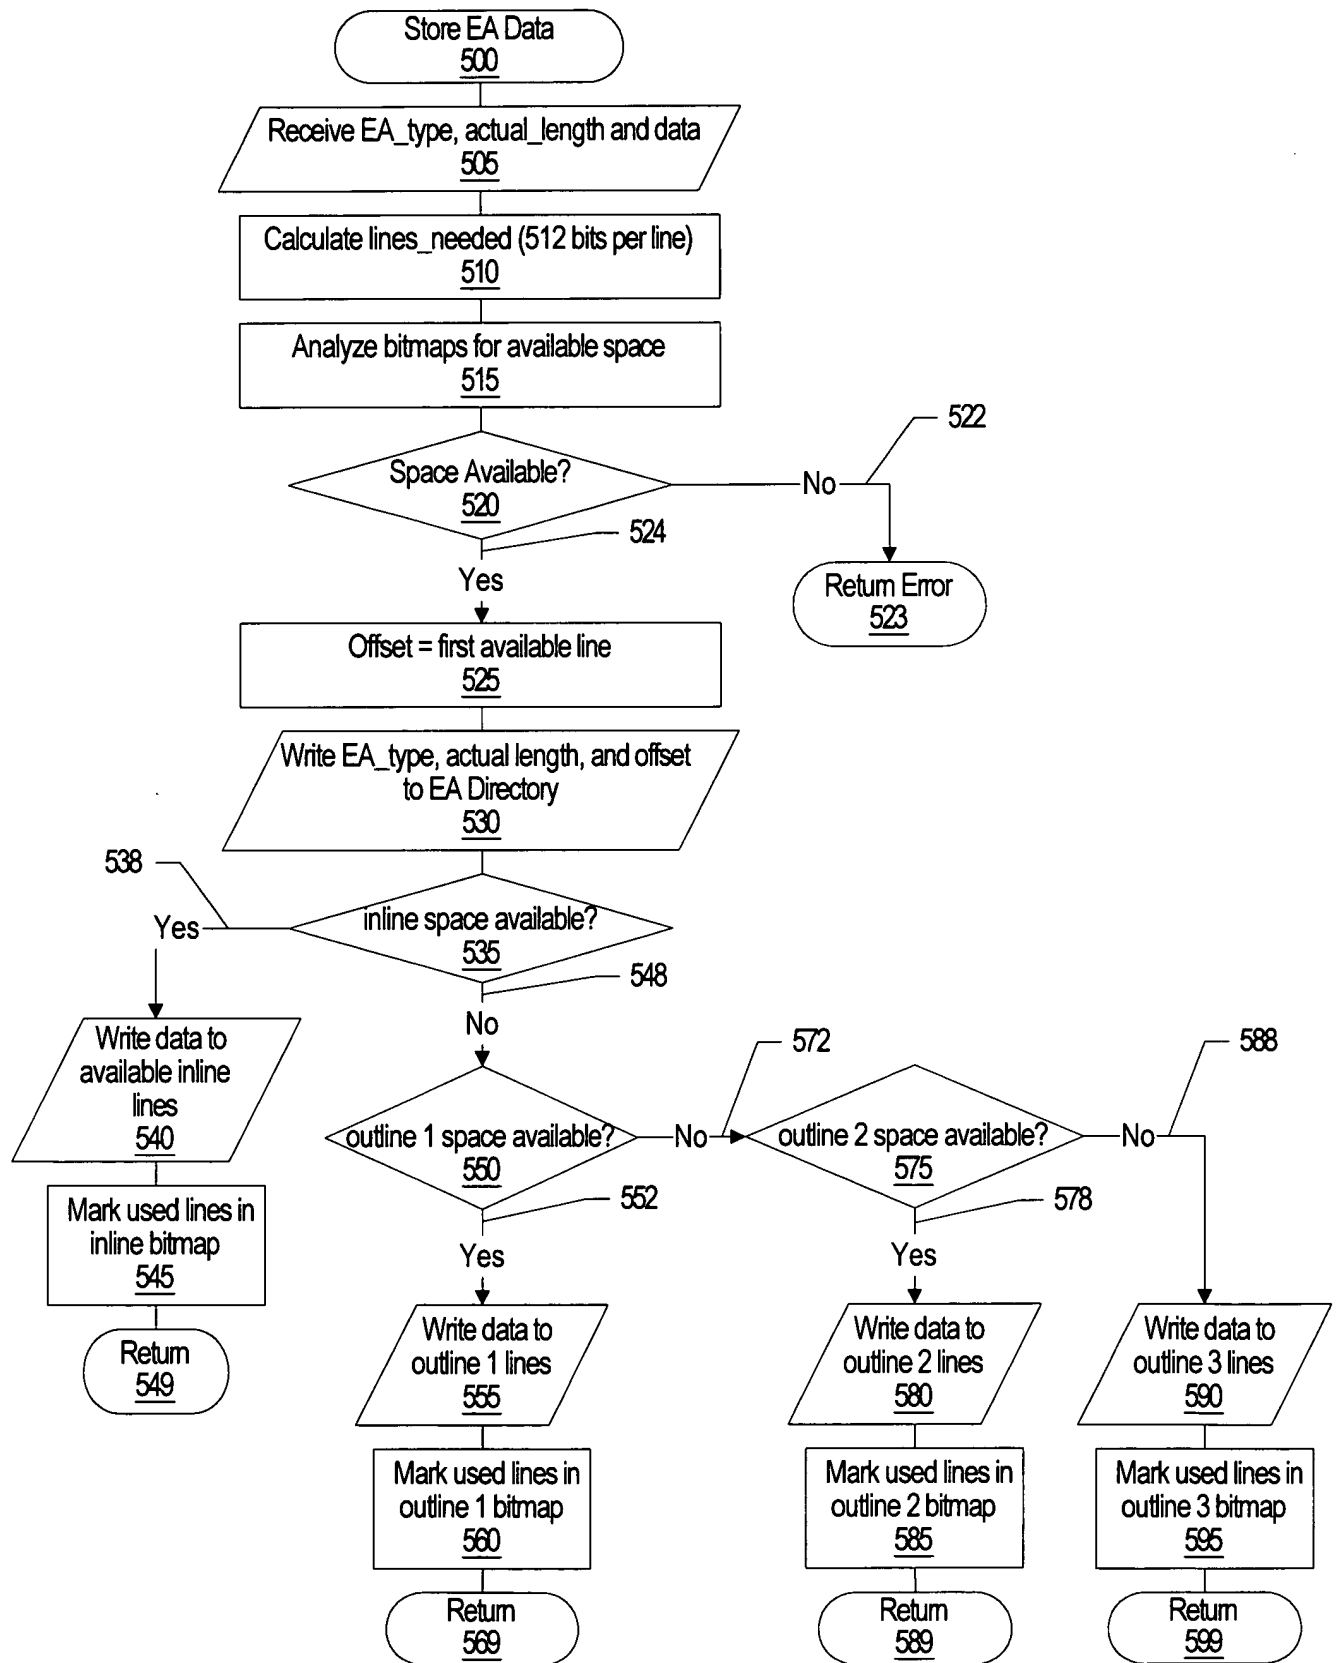 Store EA Data
500
Receive EA_type, actual_length and data
505
Calculate lines_needed (512 bits per line)
510
Analyze bitmaps for available space
515
522
Space Available?
520
No
524
Yes
Return Error
523
Offset = first available line
525
Write EA_type, actual length, and offset
to EA Directory
530
538
Yes
inline space available?
535
548
No
Write data to
available inline
lines
540
572
588
outline 1 space available?
550
No
outline 2 space available?
575
No
Mark used lines in
inline bitmap
545
552
578
Yes
Yes
Return
549
Write data to
outline 1 lines
555
Write data to
outline 2 lines
580
Write data to
outline 3 lines
590
Mark used lines in
outline 1 bitmap
560
Mark used lines in
outline 2 bitmap
585
Mark used lines in
outline 3 bitmap
595
Return
569
Return
589
Return
599